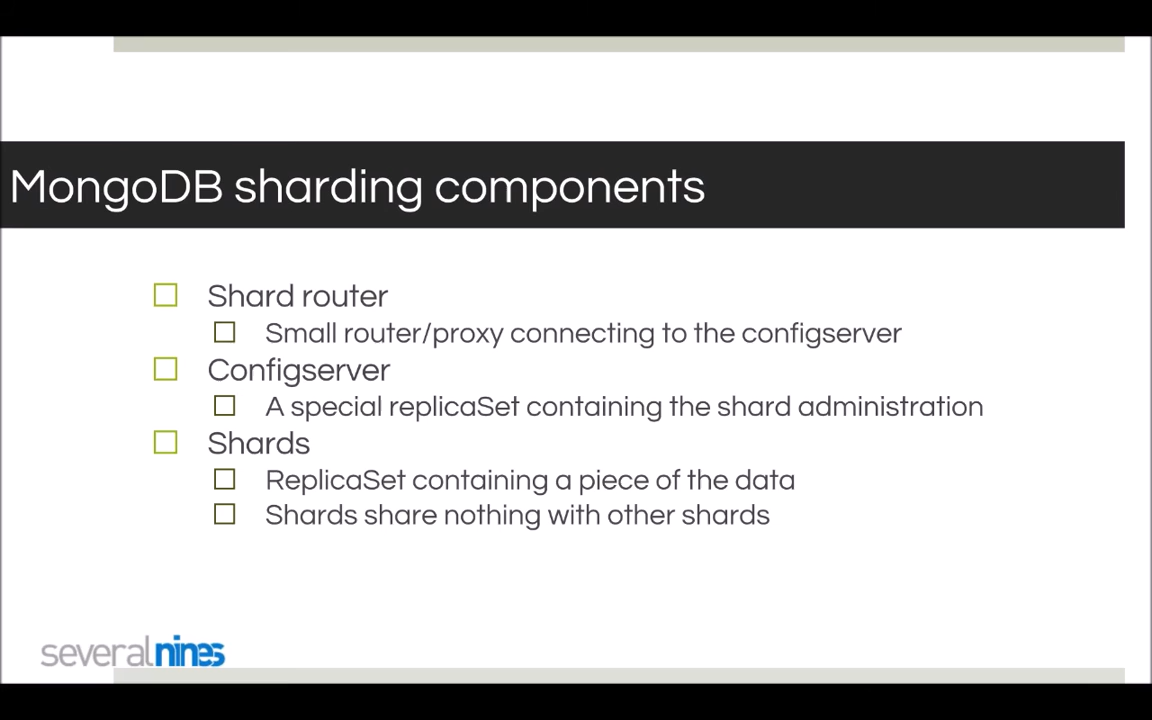 MongoDB sharding components
Shard router
Small router/proxy connecting to the configserver
Configserver
A special replicaSet containing the shard administration
Shards
ReplicaSet containing a piece of the data
Shards share nothing with other shards
severalnines